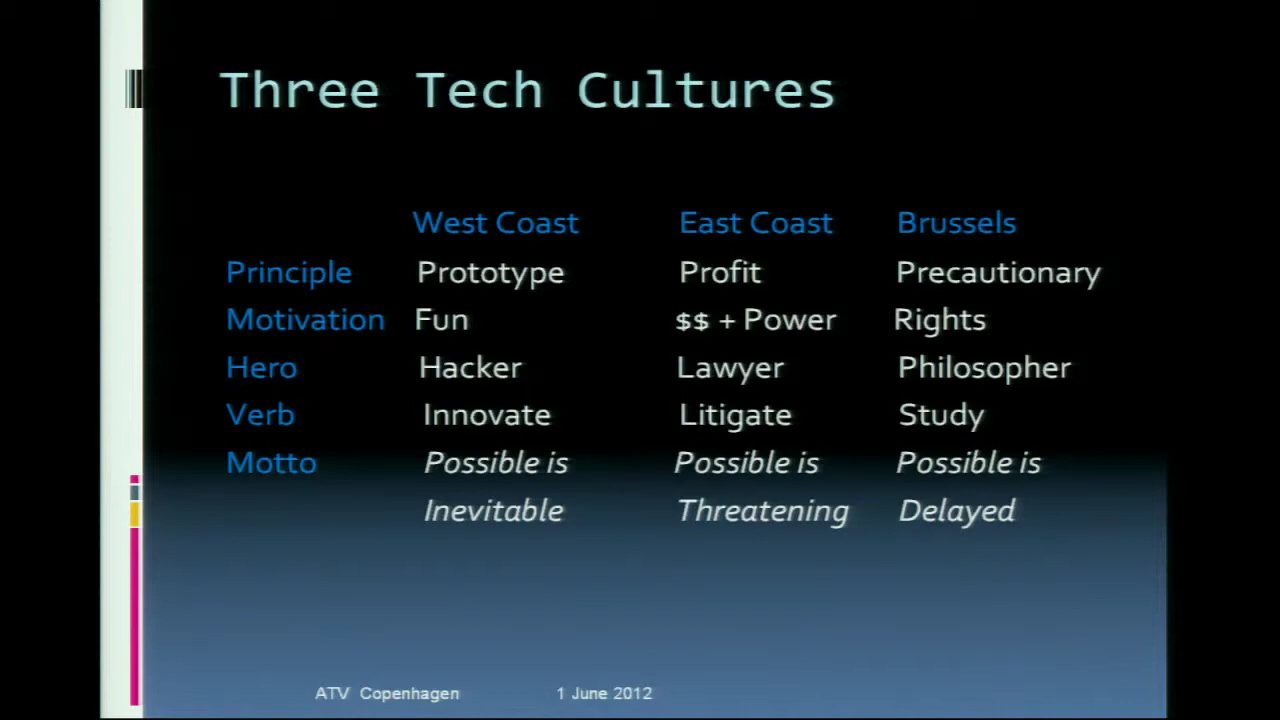 Three Tech Cultures
West Coast East Coast Brussels
Principle Prototype Profit Precautionary
Motivation Fun $$ + Power Rights
Hero Hacker Lawyer Philosopher
Verb Innovate Litigate Study
Motto Possible is Possible is Possible is
Inevitable Threatening Delayed
ATV Copenhagen 1 June 2012